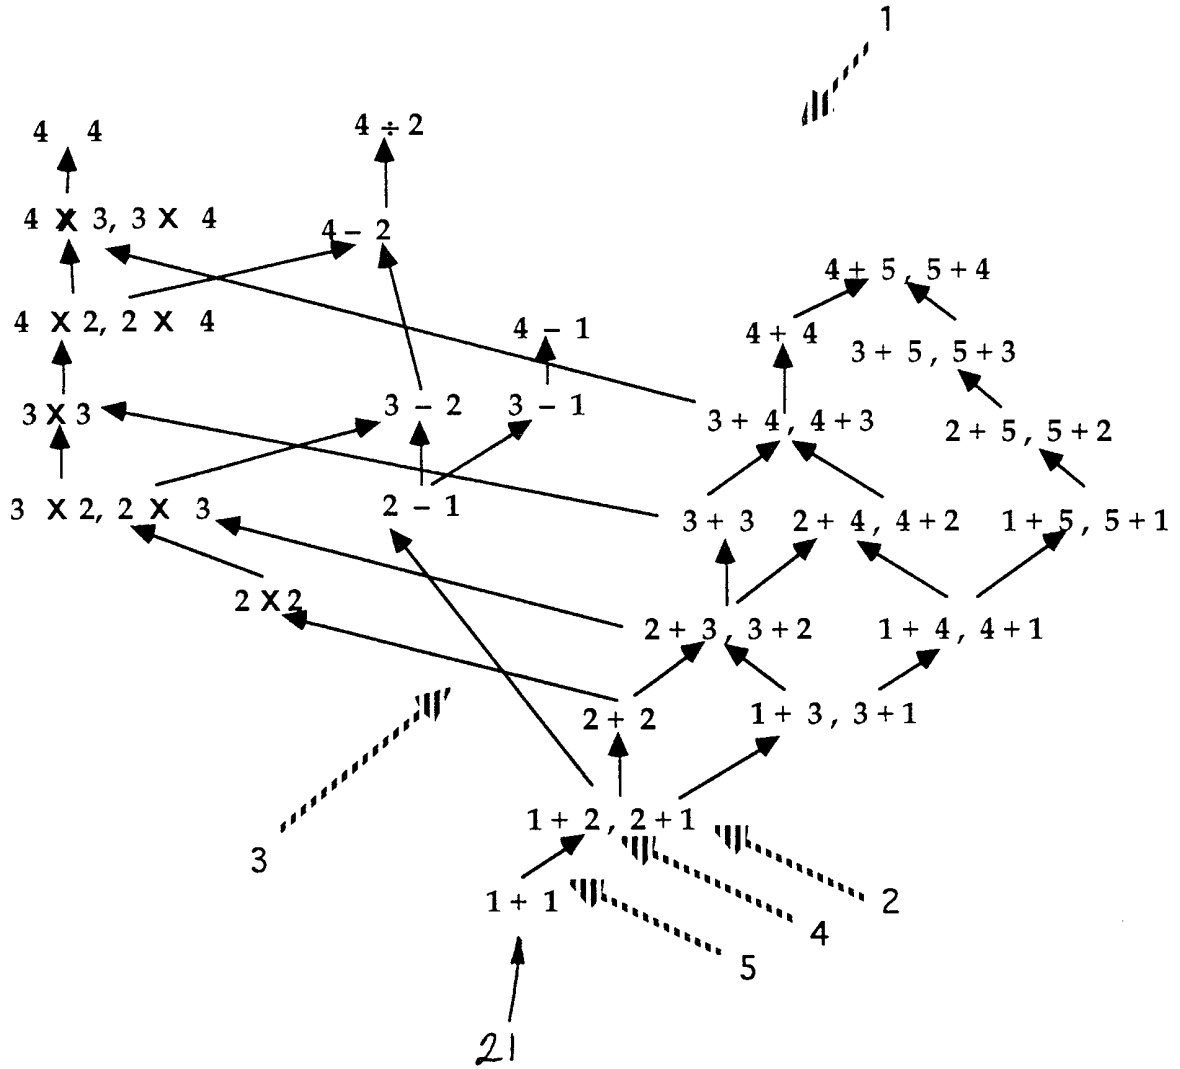 1
4 4
4 ÷ 2
4 X 3, 3 X 4
4 – 2
4 + 5, 5 + 4
4 X 2, 2 X 4
4 – 1
4 + 4
3 + 5, 5 + 3
3 X 3
3 – 2
3 – 1
3 + 4, 4 + 3
2 + 5, 5 + 2
3 X 2, 2 X 3
2 – 1
3 + 3
2 + 4, 4 + 2
1 + 5, 5 + 1
2 X 2
2 + 3, 3 + 2
1 + 4, 4 + 1
2 + 2
1 + 3, 3 + 1
1 + 2, 2 + 1
3
1 + 1
2
4
5
21